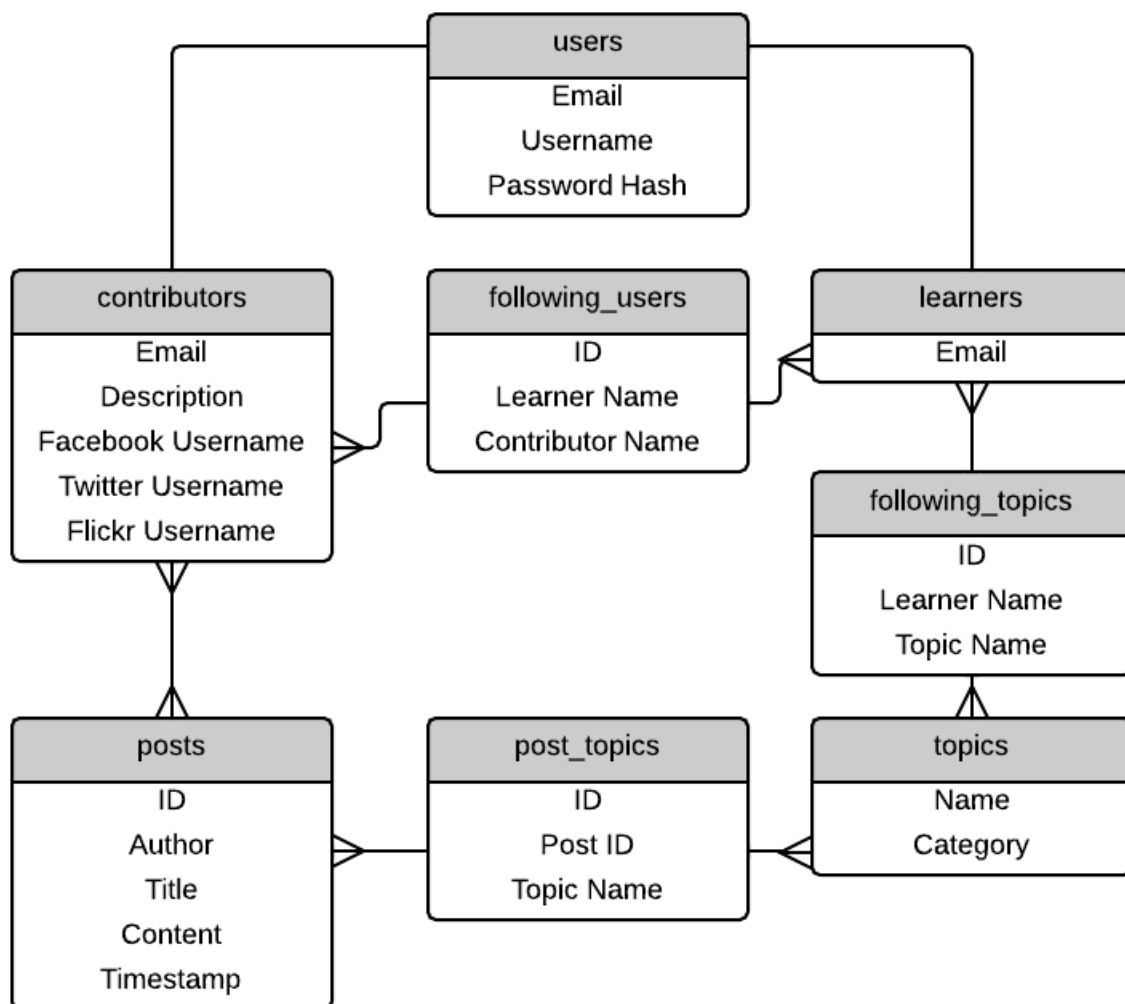 users
Email
Username
Password Hash
contributors
Email
Description
Facebook Username
Twitter Username
Flickr Username
following_users
ID
Learner Name
Contributor Name
learners
Email
following_topics
ID
Learner Name
Topic Name
posts
ID
Author
Title
Content
Timestamp
post_topics
ID
Post ID
Topic Name
topics
Name
Category